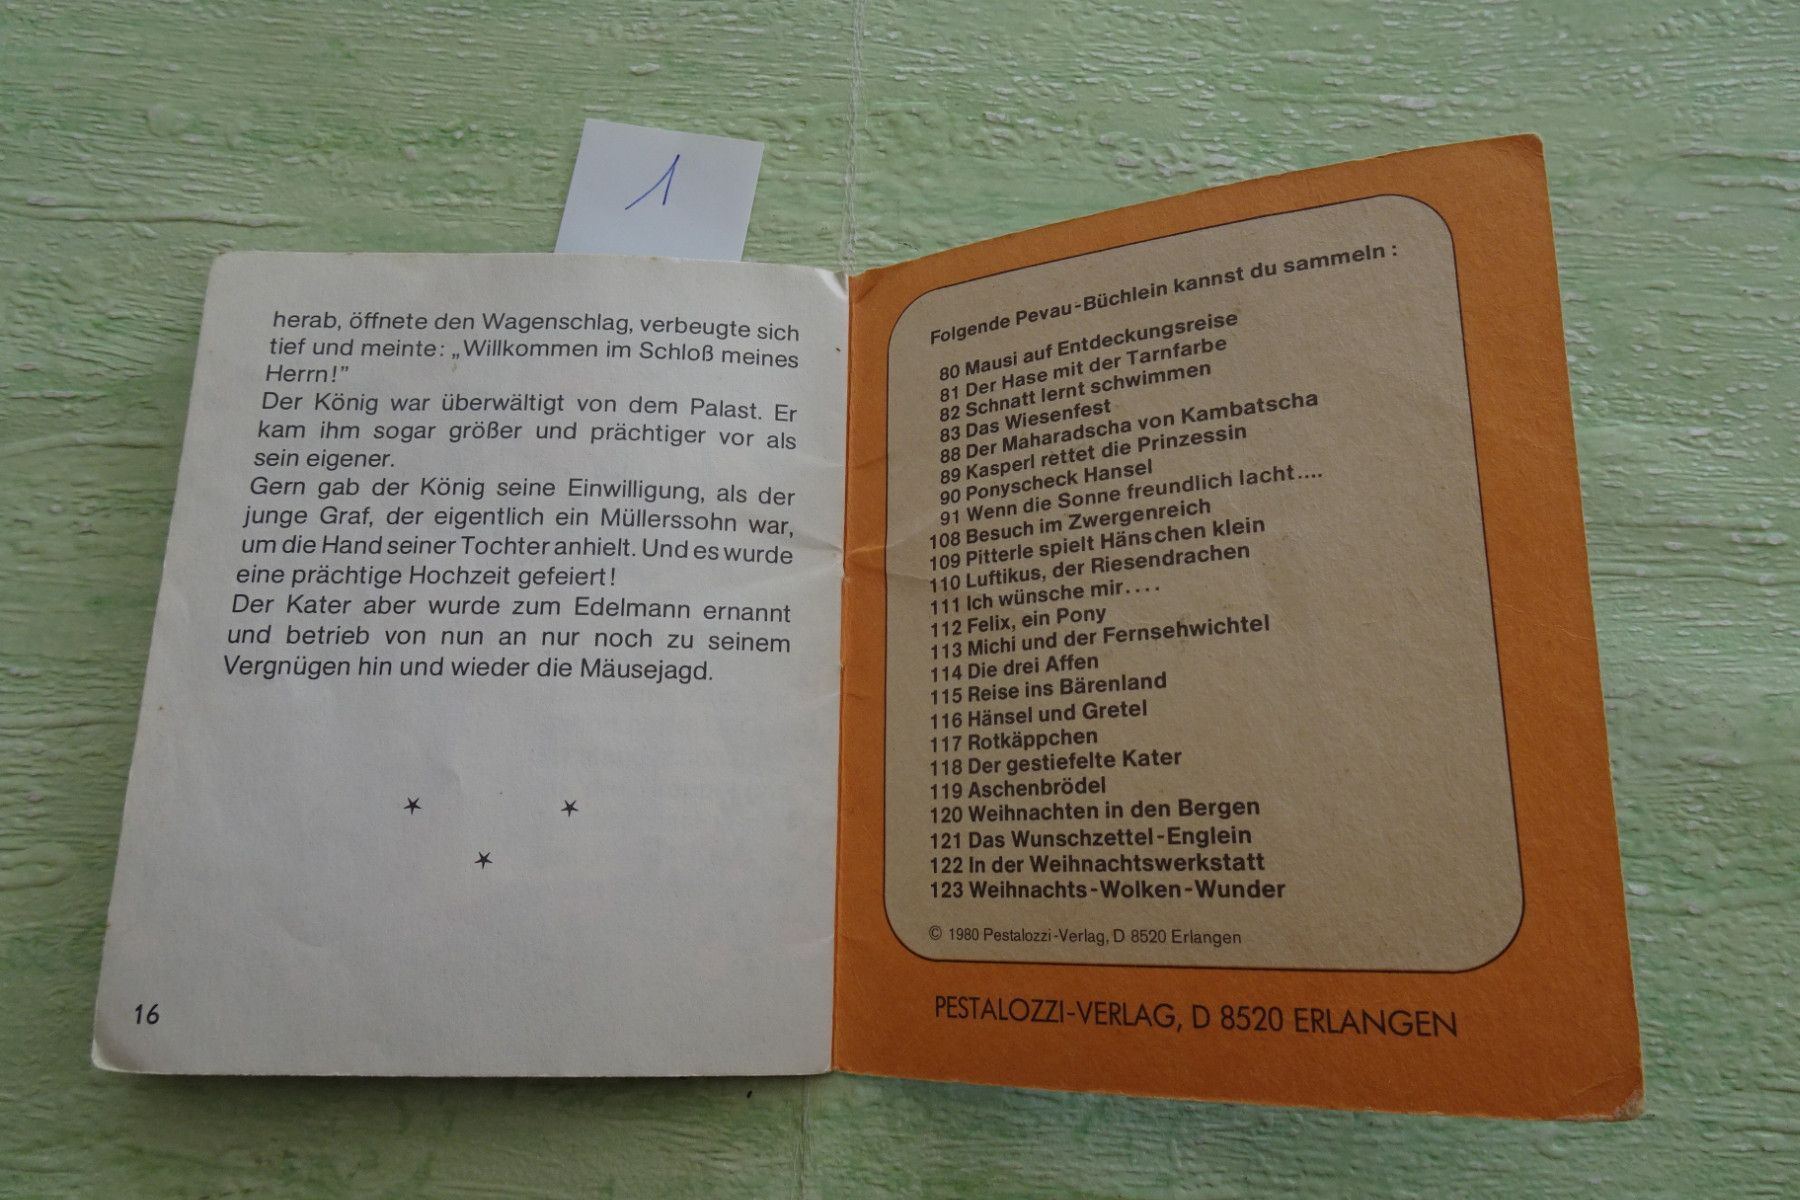 1
herab, öffnete den Wagenschlag, verbeugte sich
tief und meinte: „Willkommen im Schloß meines
Herrn!”
Der König war überwältigt von dem Palast. Er
kam ihm sogar größer und prächtiger vor als
sein eigener.
Gern gab der König seine Einwilligung, als der
junge Graf, der eigentlich ein Müllerssohn war,
um die Hand seiner Tochter anhielt. Und es wurde
eine prächtige Hochzeit gefeiert!
Der Kater aber wurde zum Edelmann ernannt
und betrieb von nun an nur noch zu seinem
Vergnügen hin und wieder die Mäusejagd.
16
Folgende Pevau-Büchlein kannst du sammeln :
80 Mausi auf Entdeckungsreise
81 Der Hase mit der Tarnfarbe
82 Schnatt lernt schwimmen
83 Das Wiesenfest
88 Der Maharadscha von Kambatscha
89 Kasperl rettet die Prinzessin
90 Ponyscheck Hansel
91 Wenn die Sonne freundlich lacht....
108 Besuch im Zwergenreich
109 Pitterle spielt Hänschen klein
110 Luftikus, der Riesendrachen
111 Ich wünsche mir....
112 Felix, ein Pony
113 Michi und der Fernsehwichtel
114 Die drei Affen
115 Reise ins Bärenland
116 Hänsel und Gretel
117 Rotkäppchen
118 Der gestiefelte Kater
119 Aschenbrödel
120 Weihnachten in den Bergen
121 Das Wunschzettel-Englein
122 In der Weihnachtswerkstatt
123 Weihnachts-Wolken-Wunder
© 1980 Pestalozzi-Verlag, D 8520 Erlangen
PESTALOZZI-VERLAG, D 8520 ERLANGEN